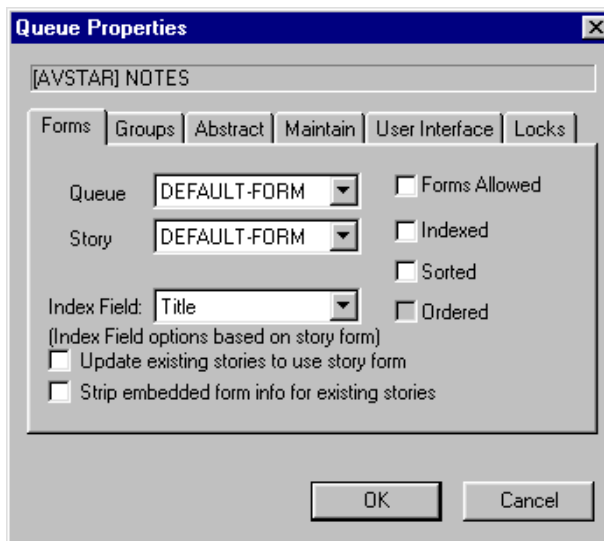 Queue Properties
[AVSTAR] NOTES
Forms Groups Abstract Maintain User Interface Locks
Queue DEFAULT-FORM Forms Allowed
Story DEFAULT-FORM Indexed
Sorted
Index Field: Title Ordered
(Index Field options based on story form)
Update existing stories to use story form
Strip embedded form info for existing stories
OK Cancel